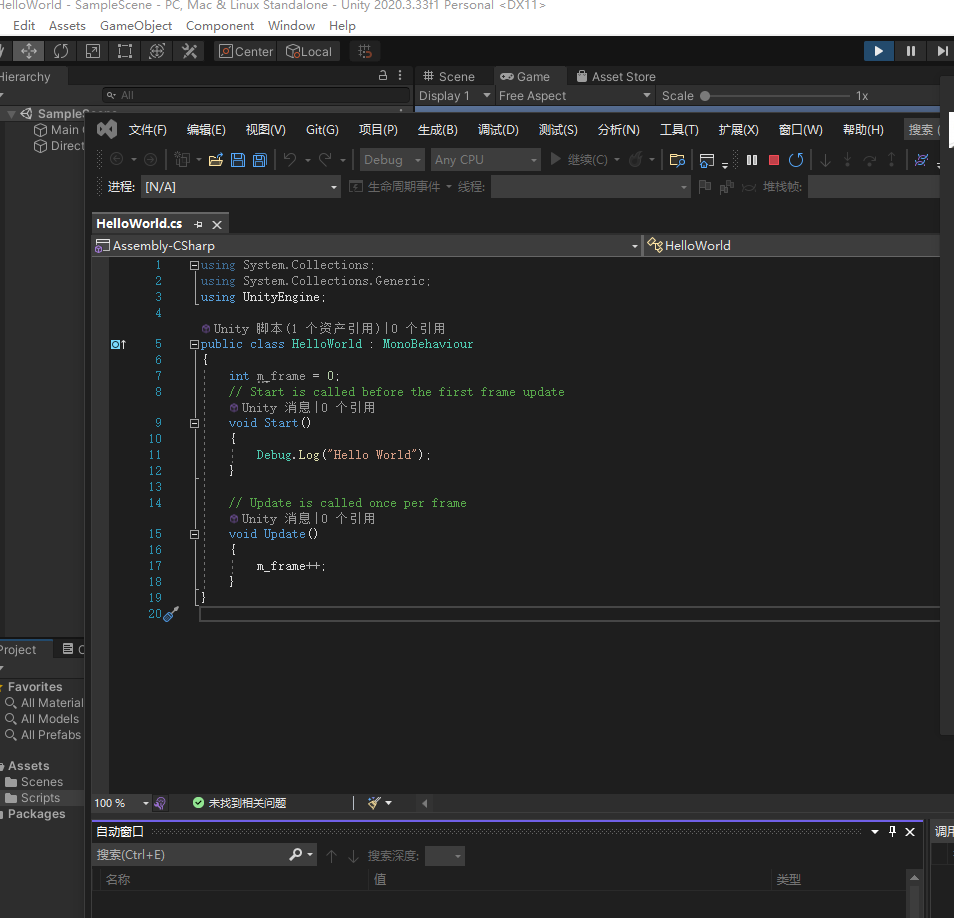 HelloWorld - SampleScene - PC, Mac & Linux Standalone - Unity 2020.3.33f1 Personal <DX11>
Edit Assets GameObject Component Window Help
Center Local
Hierarchy
Scene Game Asset Store
All
Display 1 Free Aspect Scale 1x
SampleSc
Main
Direct
文件(F) 编辑(E) 视图(V) Git(G) 项目(P) 生成(B) 调试(D) 测试(S) 分析(N) 工具(T) 扩展(X) 窗口(W) 帮助(H) 搜索
Debug Any CPU 继续(C)
进程: [N/A] 生命周期事件 线程: 堆栈帧:
HelloWorld.cs
Assembly-CSharp HelloWorld
1 using System.Collections;
2 using System.Collections.Generic;
3 using UnityEngine;
4
Unity 脚本(1 个资产引用)|0 个引用
5 public class HelloWorld : MonoBehaviour
6 {
7 int m_frame = 0;
8 // Start is called before the first frame update
Unity 消息|0 个引用
9 void Start()
10 {
11 Debug.Log("Hello World");
12 }
13
14 // Update is called once per frame
Unity 消息|0 个引用
15 void Update()
16 {
17 m_frame++;
18 }
19 }
20
Project
Favorites
All Material
All Models
All Prefabs
Assets
Scenes
Scripts
Packages
100 % 未找到相关问题
自动窗口 调用
搜索(Ctrl+E) 搜索深度:
名称 值 类型